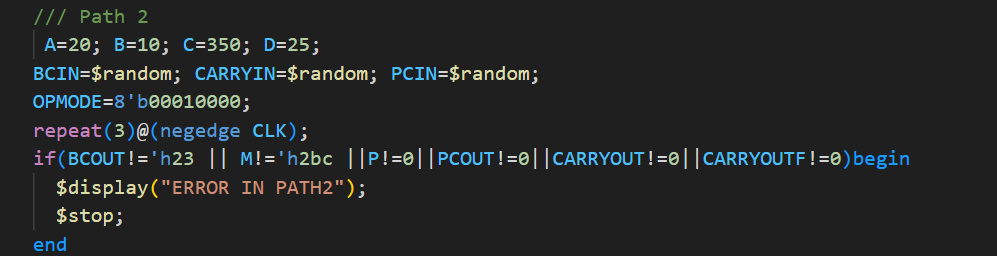 /// Path 2
A=20; B=10; C=350; D=25;
BCIN=$random; CARRYIN=$random; PCIN=$random;
OPMODE=8'b00010000;
repeat(3)@(negedge CLK);
if(BCOUT!='h23 || M!='h2bc ||P!=0||PCOUT!=0||CARRYOUT!=0||CARRYOUTF!=0)begin
$display("ERROR IN PATH2");
$stop;
end